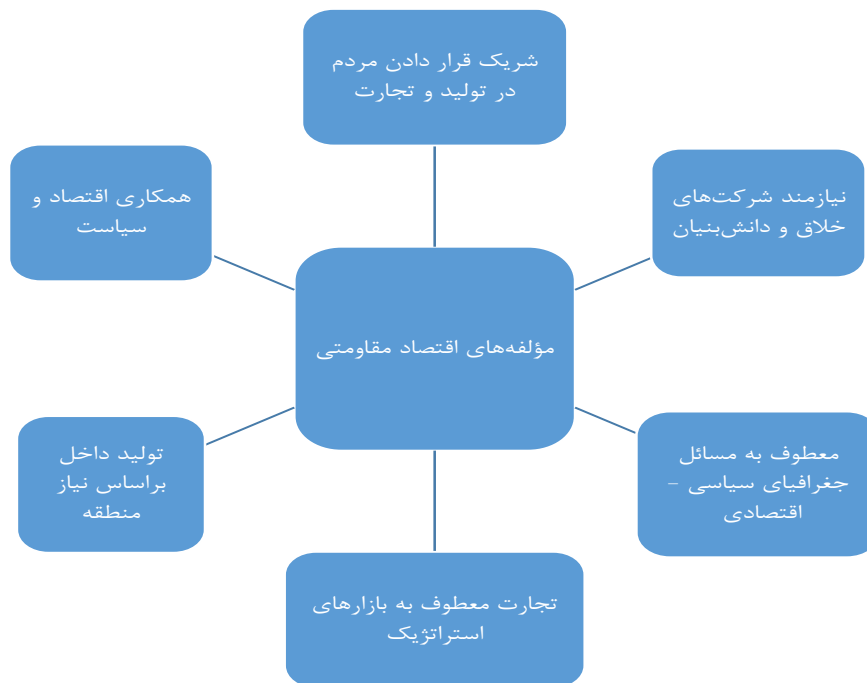 شریک قرار دادن مردم
در تولید و تجارت
نیازمند شرکت‌های
خلاق و دانش‌بنیان
همکاری اقتصاد و
سیاست
مؤلفه‌های اقتصاد مقاومتی
معطوف به مسائل
جغرافیای سیاسی –
اقتصادی
تولید داخل
براساس نیاز
منطقه
تجارت معطوف به بازارهای
استراتژیک